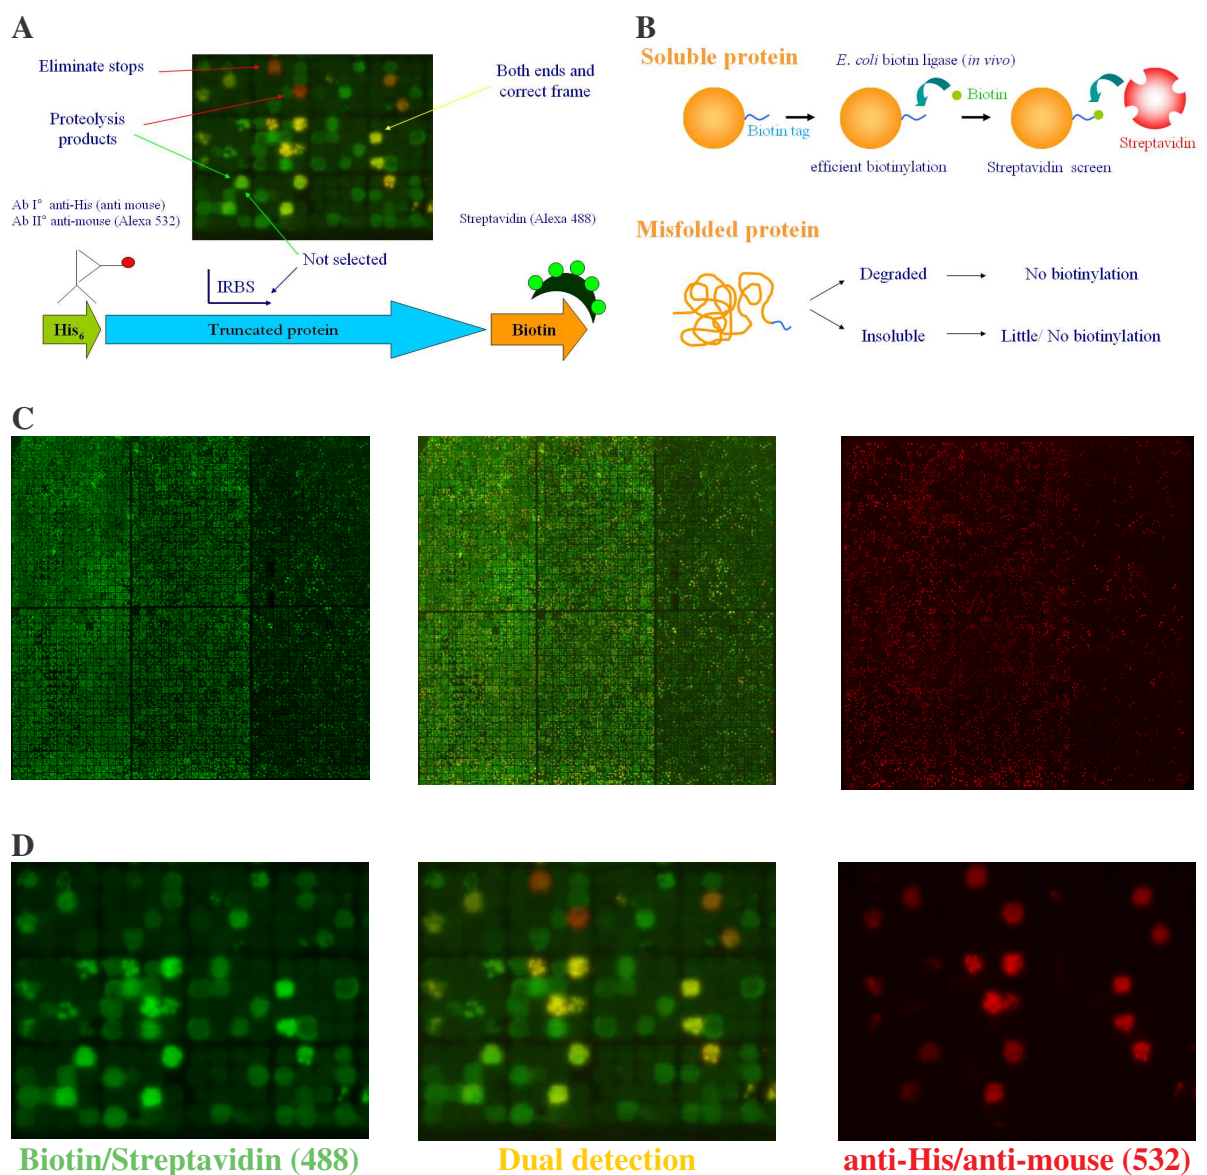 A
Eliminate stops
Proteolysis
products
Both ends and
correct frame
Ab I° anti-His (anti mouse)
Ab II° anti-mouse (Alexa 532)
Streptavidin (Alexa 488)
Not selected
IRBS
His6
Truncated protein
Biotin
B
Soluble protein
E. coli biotin ligase (in vivo)
Biotin
Biotin tag
Streptavidin
efficient biotinylation
Streptavidin screen
Misfolded protein
Degraded
No biotinylation
Insoluble
Little/ No biotinylation
C
D
Biotin/Streptavidin (488)
Dual detection
anti-His/anti-mouse (532)